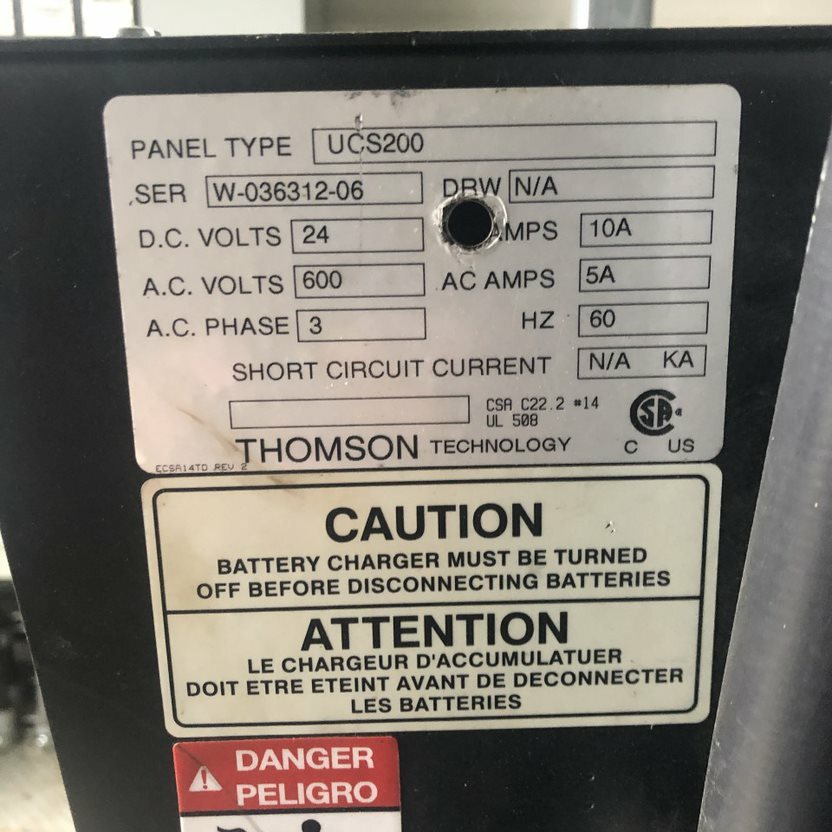 PANEL TYPE UCS200
SER W-036312-06 DRW N/A
D.C. VOLTS 24 AMPS 10A
A.C. VOLTS 600 AC AMPS 5A
A.C. PHASE 3 HZ 60
SHORT CIRCUIT CURRENT N/A KA
CSA C22.2 #14
UL 508
SA
C US
THOMSON TECHNOLOGY
ECSA14TD REV 2
CAUTION
BATTERY CHARGER MUST BE TURNED
OFF BEFORE DISCONNECTING BATTERIES
ATTENTION
LE CHARGEUR D'ACCUMULATUER
DOIT ETRE ETEINT AVANT DE DECONNECTER
LES BATTERIES
DANGER
PELIGRO